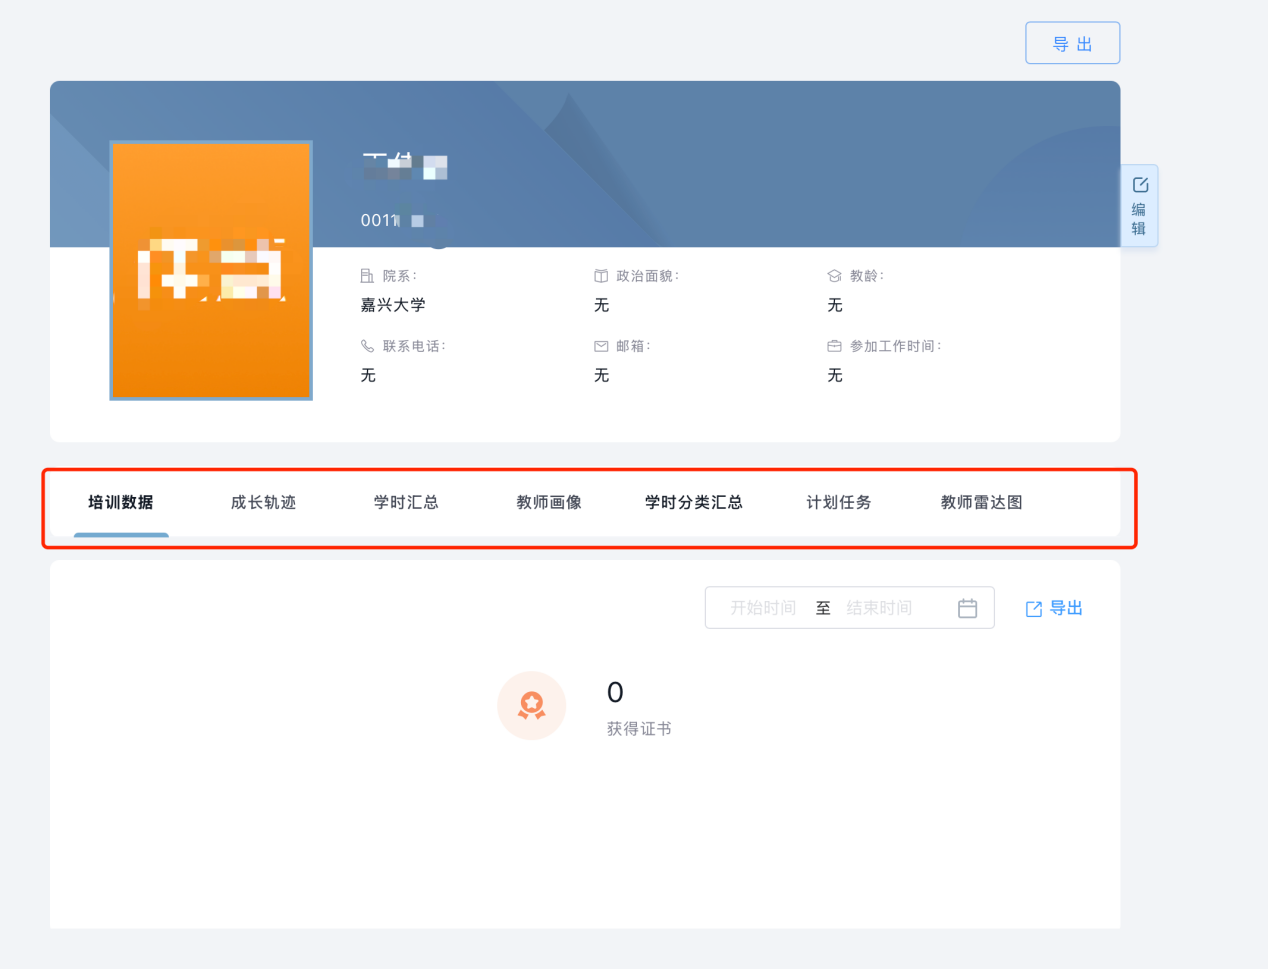 导出
0011
编辑
院系:
政治面貌:
教龄:
嘉兴大学
无
无
联系电话:
邮箱:
参加工作时间:
无
无
无
培训数据 成长轨迹 学时汇总 教师画像 学时分类汇总 计划任务 教师雷达图
开始时间 至 结束时间
导出
0
获得证书